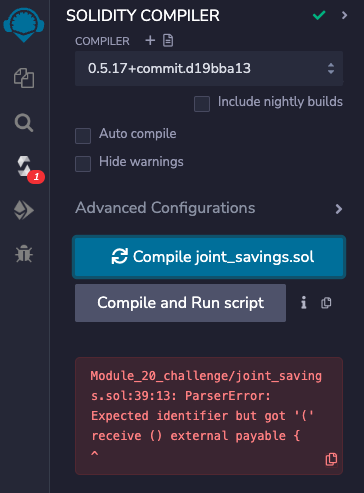 SOLIDITY COMPILER
COMPILER
0.5.17+commit.d19bba13
Include nightly builds
Auto compile
Hide warnings
1
Advanced Configurations
Compile joint_savings.sol
Compile and Run script
Module_20_challenge/joint_saving
s.sol:39:13: ParserError:
Expected identifier but got '('
receive () external payable {
^